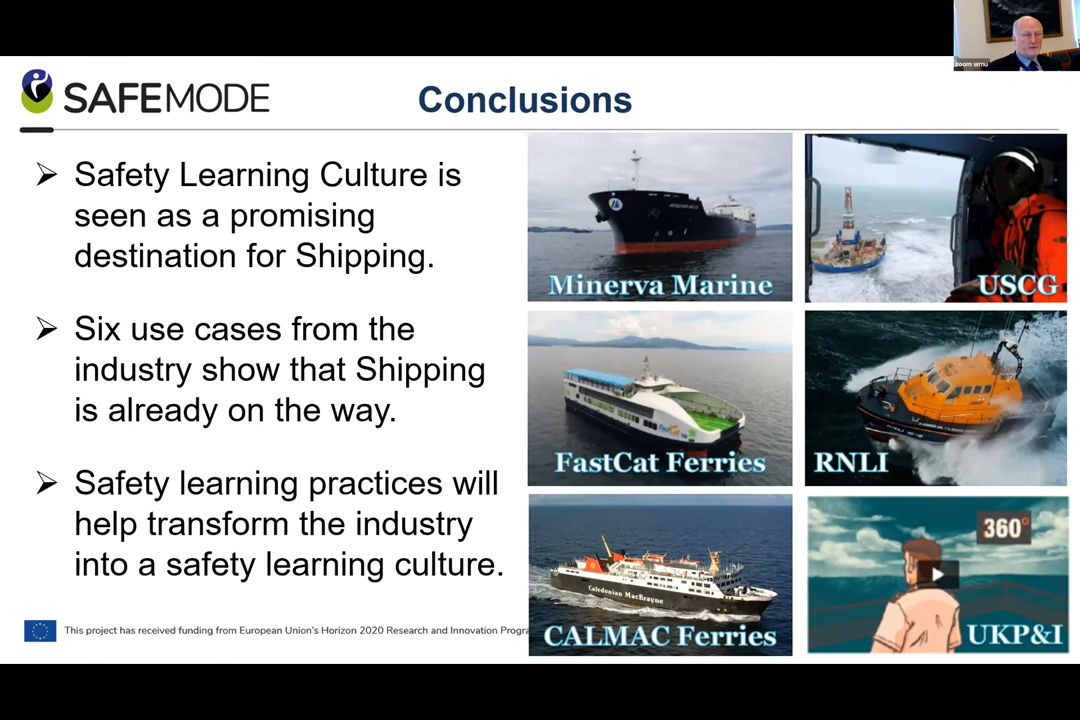 zoom wmu
SAFEMODE
Conclusions
Safety Learning Culture is
seen as a promising
destination for Shipping.
Six use cases from the
industry show that Shipping
is already on the way.
Safety learning practices will
help transform the industry
into a safety learning culture.
Minerva Marine
USCG
FastCat Ferries
RNLI
Caledonian MacBrayne
CALMAC Ferries
360°
UKP&I
This project has received funding from European Union's Horizon 2020 Research and Innovation Progra